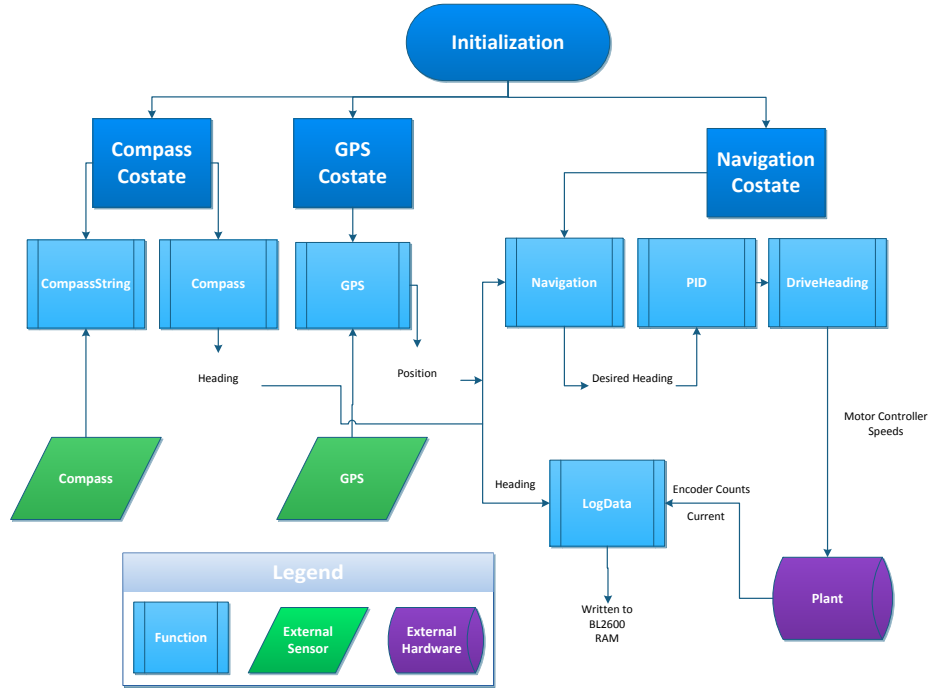 Initialization
Compass
Costate
GPS
Costate
Navigation
Costate
CompassString
Compass
GPS
Navigation
PID
DriveHeading
Heading
Position
Desired Heading
Motor Controller
Speeds
Compass
GPS
Heading
LogData
Encoder Counts
Current
Plant
Written to
BL2600
RAM
Legend
Function
External
Sensor
External
Hardware